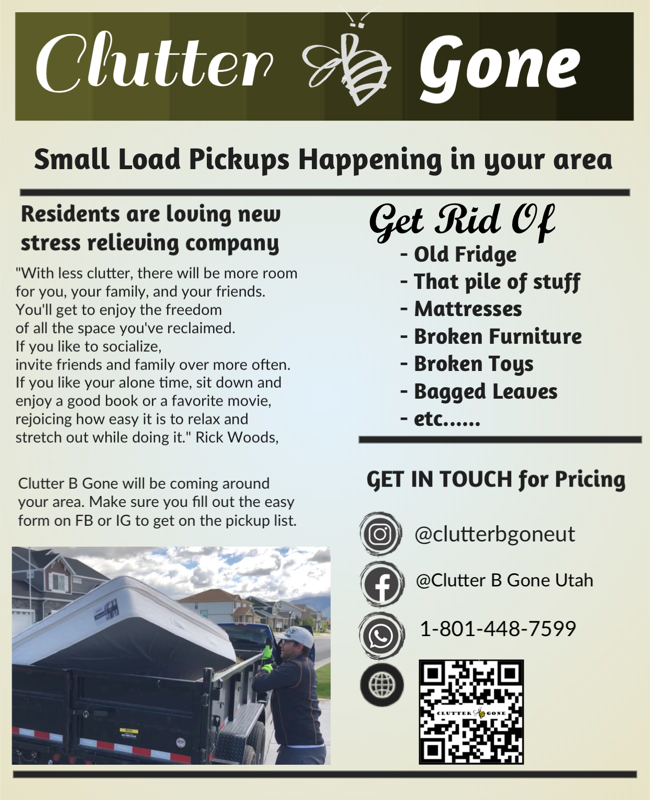 Clutter Gone
Small Load Pickups Happening in your area
Residents are loving new
stress relieving company
"With less clutter, there will be more room
for you, your family, and your friends.
You'll get to enjoy the freedom
of all the space you've reclaimed.
If you like to socialize,
invite friends and family over more often.
If you like your alone time, sit down and
enjoy a good book or a favorite movie,
rejoicing how easy it is to relax and
stretch out while doing it." Rick Woods,
Clutter B Gone will be coming around
your area. Make sure you fill out the easy
form on FB or IG to get on the pickup list.
Get Rid Of
- Old Fridge
- That pile of stuff
- Mattresses
- Broken Furniture
- Broken Toys
- Bagged Leaves
- etc......
GET IN TOUCH for Pricing
@clutterbgoneut
@Clutter B Gone Utah
1-801-448-7599
CLUTTER GONE